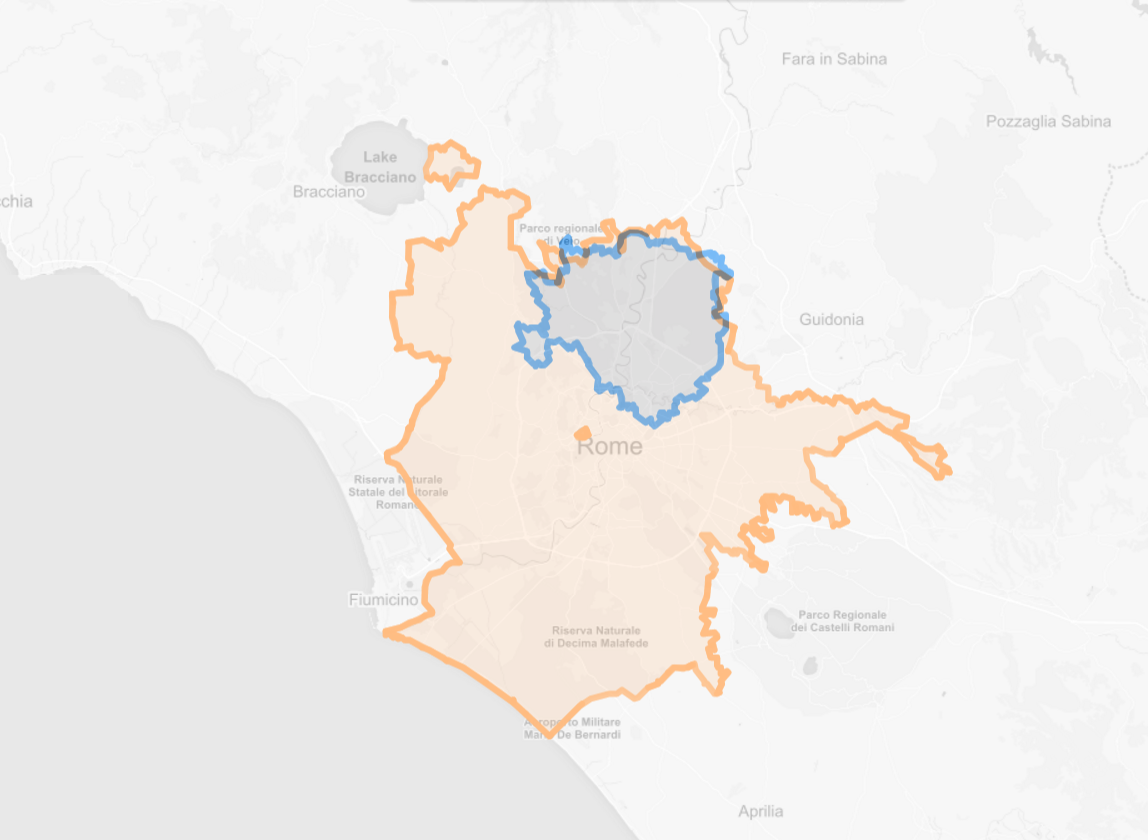 Fara in Sabina
Pozzaglia Sabina
Lake
Bracciano
Bracciano
chia
Parco regionale
di Veio
Guidonia
Rome
Riserva Naturale
Statale del Litorale
Romano
Fiumicino
Parco Regionale
dei Castelli Romani
Riserva Naturale
di Decima Malafede
Aeroporto Militare
Mario De Bernardi
Aprilia